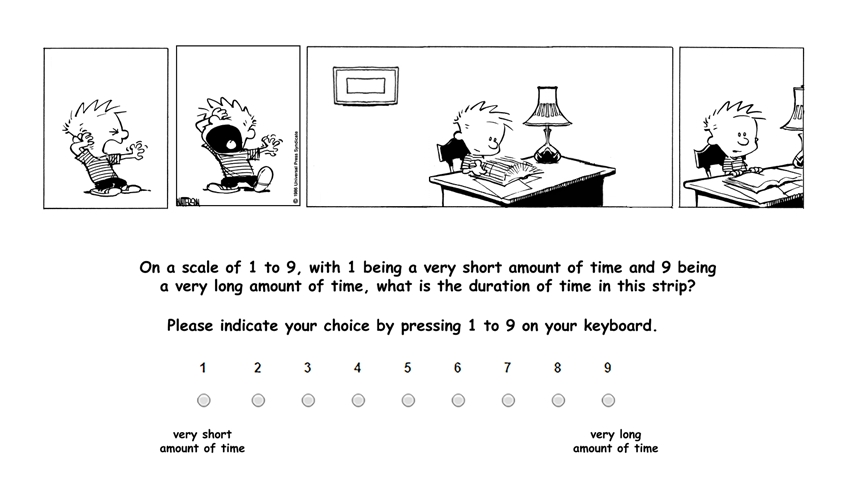 WATTERSON
© 1986 Universal Press Syndicate
On a scale of 1 to 9, with 1 being a very short amount of time and 9 being
a very long amount of time, what is the duration of time in this strip?
Please indicate your choice by pressing 1 to 9 on your keyboard.
1 2 3 4 5 6 7 8 9
very short
amount of time
very long
amount of time